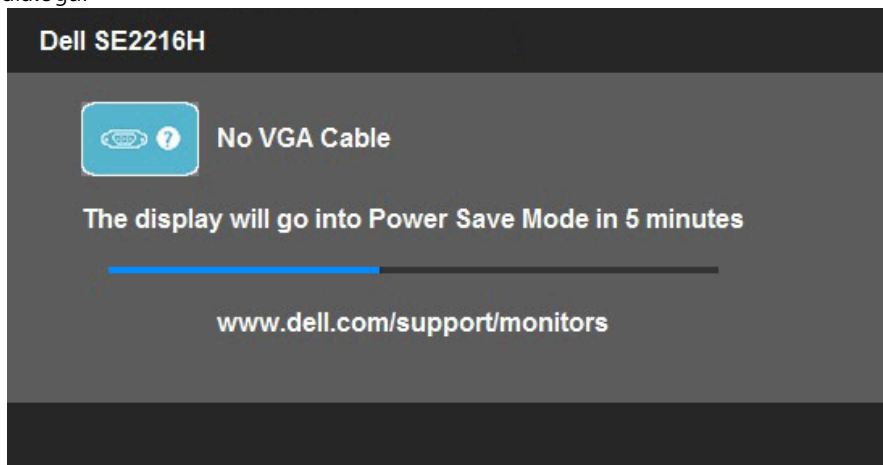 Dell SE2216H
No VGA Cable
The display will go into Power Save Mode in 5 minutes
www.dell.com/support/monitors